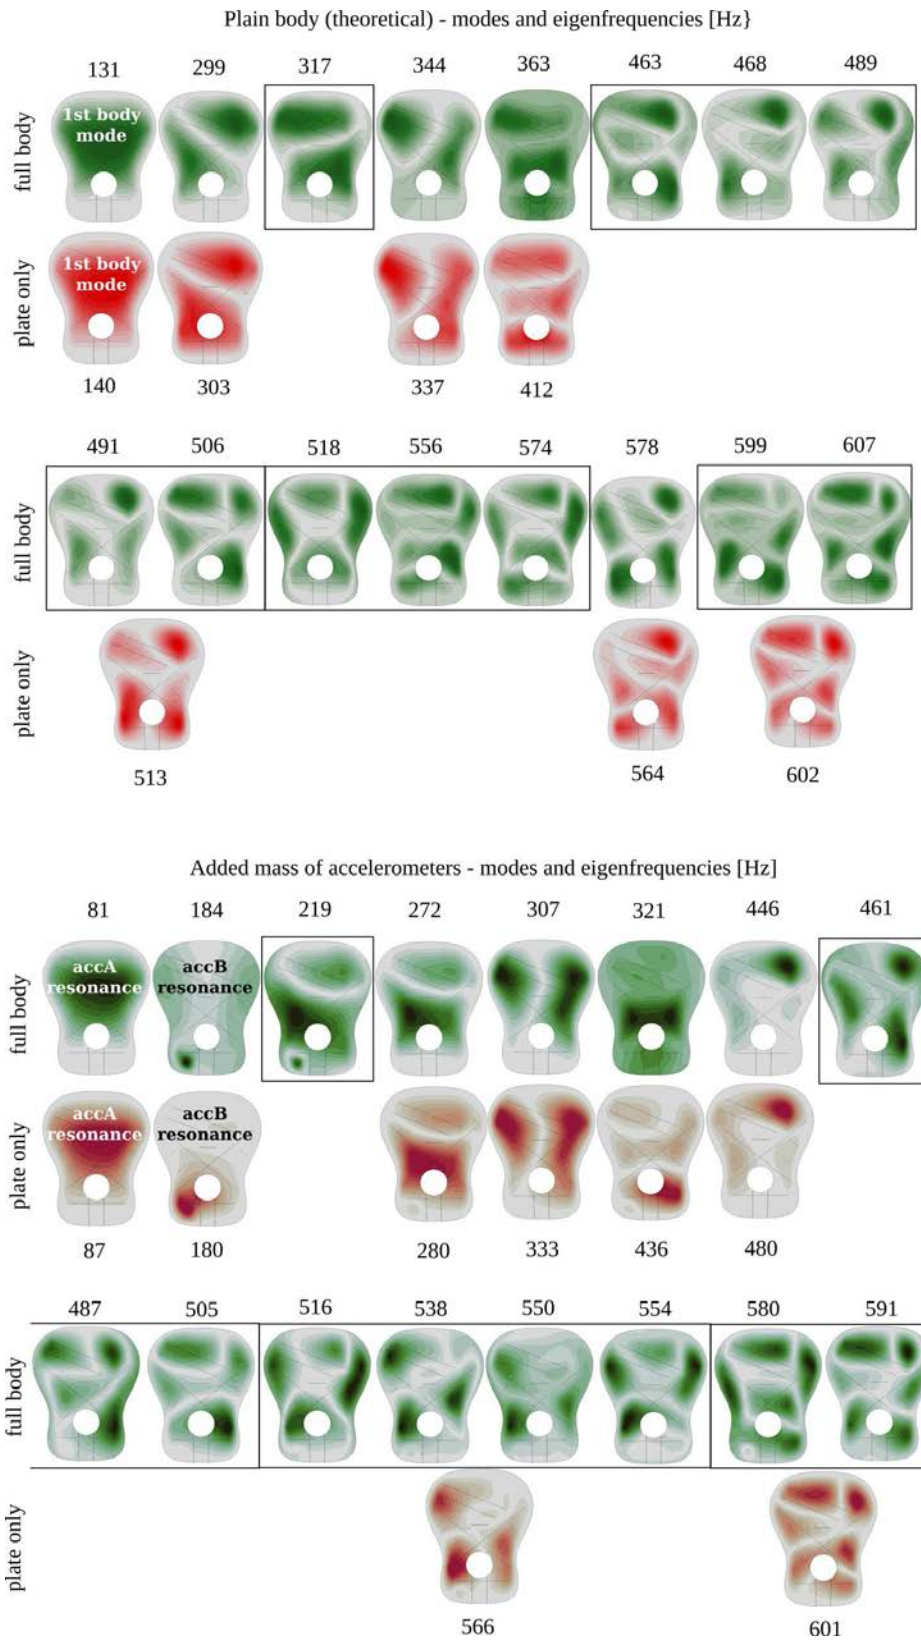 Plain body (theoretical) - modes and eigenfrequencies [Hz}
131 299 317 344 363 463 468 489
full body
1st body
mode
plate only
1st body
mode
140 303 337 412
491 506 518 556 574 578 599 607
full body
plate only
513 564 602
Added mass of accelerometers - modes and eigenfrequencies [Hz]
81 184 219 272 307 321 446 461
full body
accA
resonance
accB
resonance
plate only
accA
resonance
accB
resonance
87 180 280 333 436 480
487 505 516 538 550 554 580 591
full body
plate only
566 601